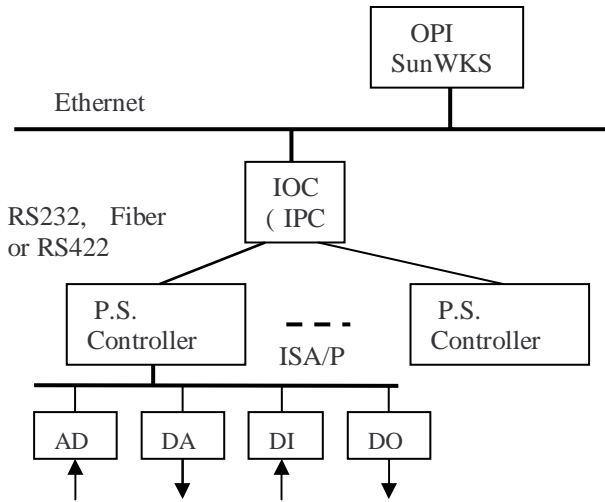 OPI
SunWKS
Ethernet
IOC
( IPC
RS232, Fiber
or RS422
P.S.
Controller
P.S.
Controller
ISA/P
AD
DA
DI
DO